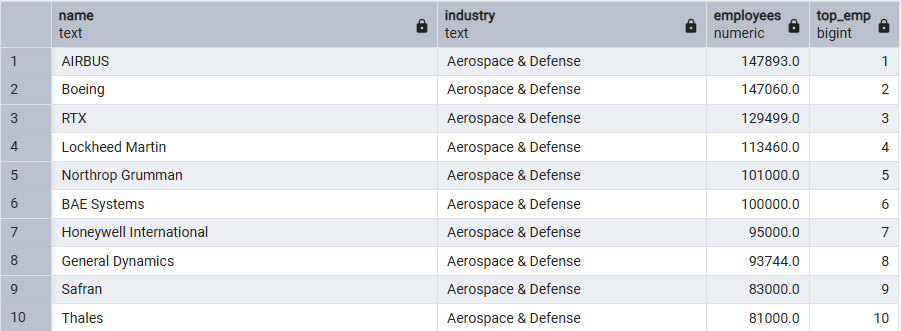 name industry employees top_emp
text text numeric bigint
1 AIRBUS Aerospace & Defense 147893.0 1
2 Boeing Aerospace & Defense 147060.0 2
3 RTX Aerospace & Defense 129499.0 3
4 Lockheed Martin Aerospace & Defense 113460.0 4
5 Northrop Grumman Aerospace & Defense 101000.0 5
6 BAE Systems Aerospace & Defense 100000.0 6
7 Honeywell International Aerospace & Defense 95000.0 7
8 General Dynamics Aerospace & Defense 93744.0 8
9 Safran Aerospace & Defense 83000.0 9
10 Thales Aerospace & Defense 81000.0 10